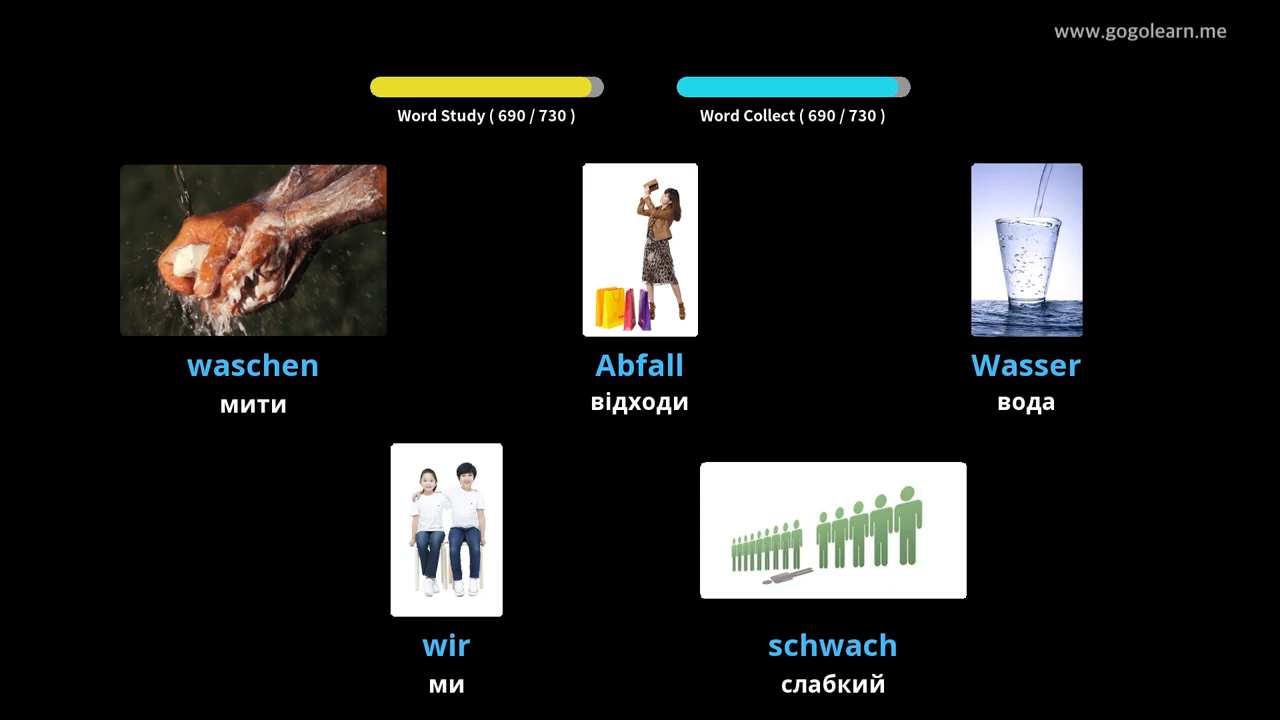 www.gogolearn.me
Word Study ( 690 / 730 )
Word Collect ( 690 / 730 )
waschen
мити
Abfall
відходи
Wasser
вода
wir
ми
schwach
слабкий